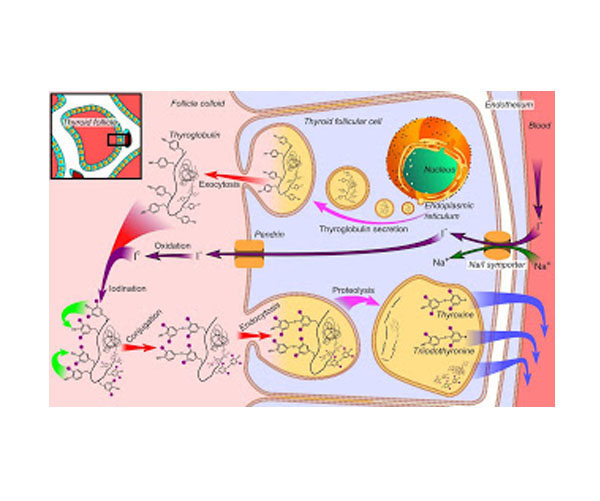 Follicle colloid
Endothelium
Thyroid follicle
Thyroid follicular cell
Blood
Thyroglobulin
Nucleus
Exocytosis
Endoplasmic
reticulum
Thyroglobulin secretion
I⁻
I⁻
Pendrin
Oxidation
I⁰
I⁻
Na⁺
Na/I symporter
Na⁺
Iodination
Proteolysis
Conjugation
Endocytosis
Thyroxine
Triiodothyronine